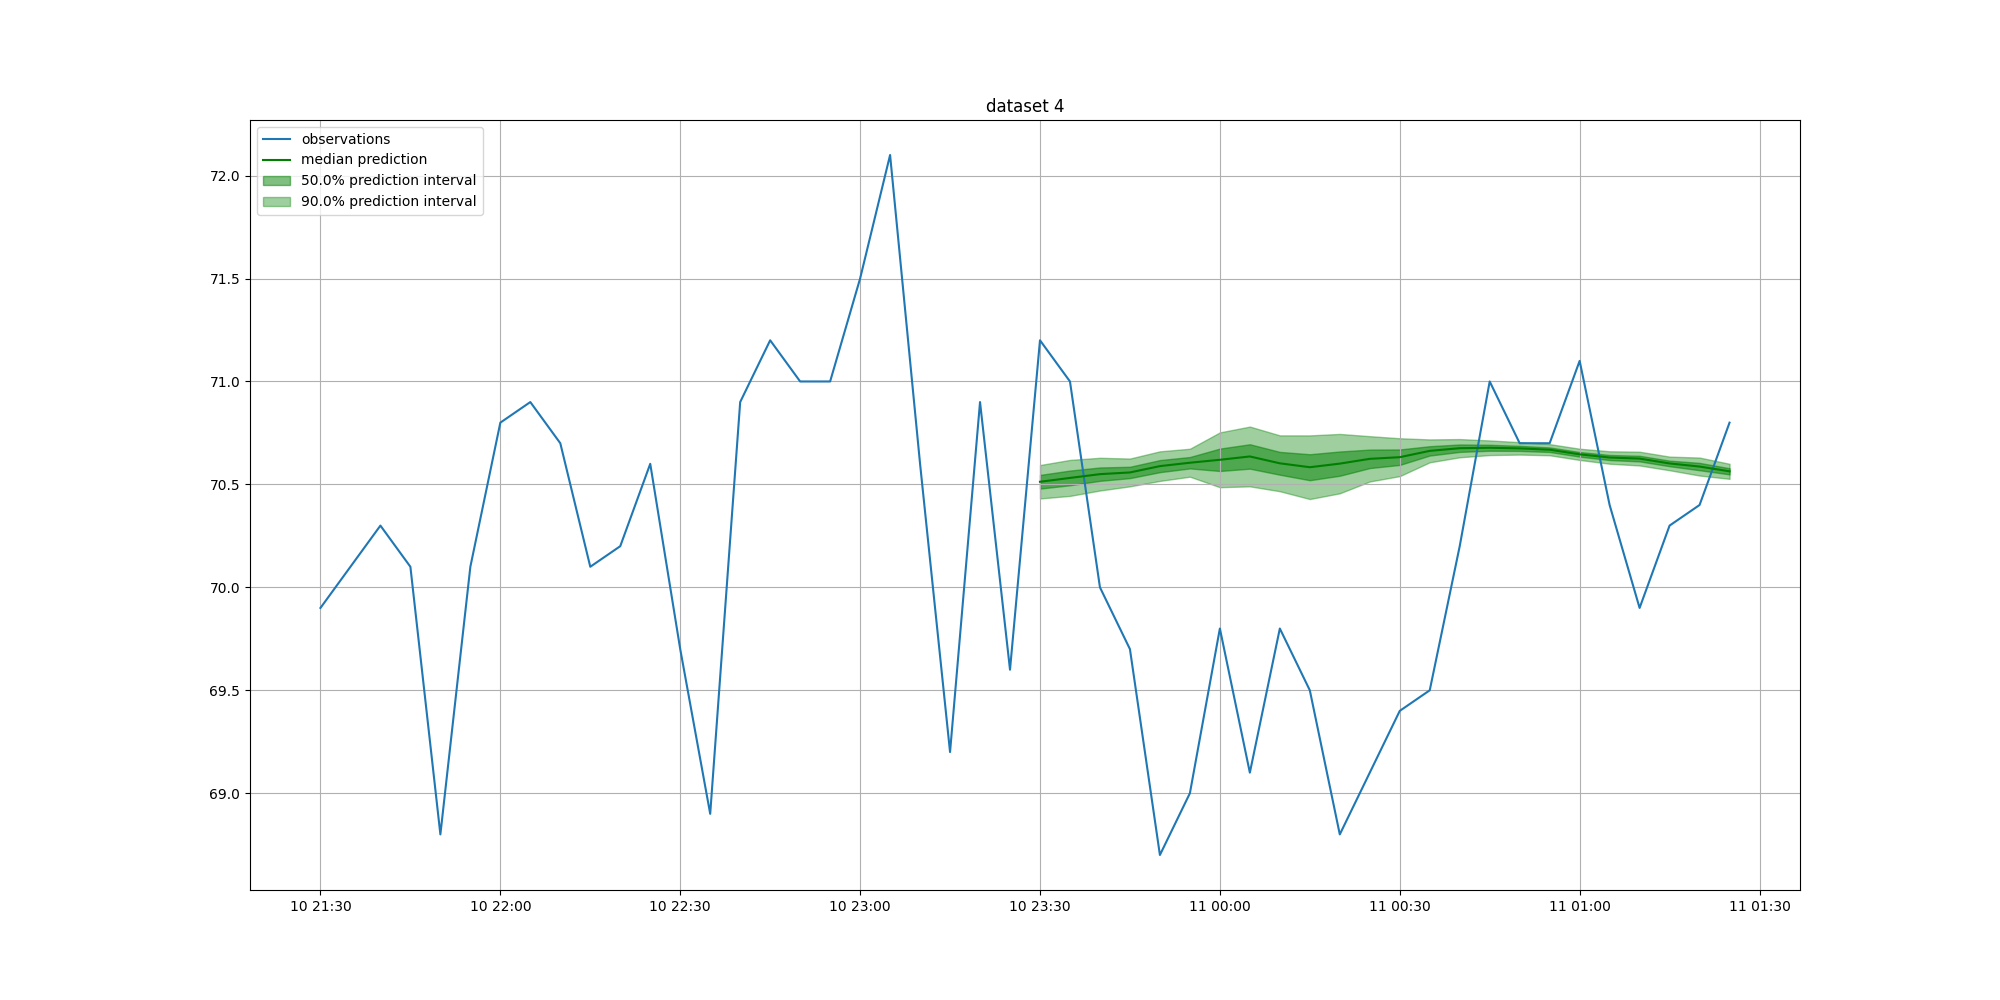 dataset 4
observations
median prediction
50.0% prediction interval
90.0% prediction interval
72.0
71.5
71.0
70.5
70.0
69.5
69.0
10 21:30 10 22:00 10 22:30 10 23:00 10 23:30 11 00:00 11 00:30 11 01:00 11 01:30